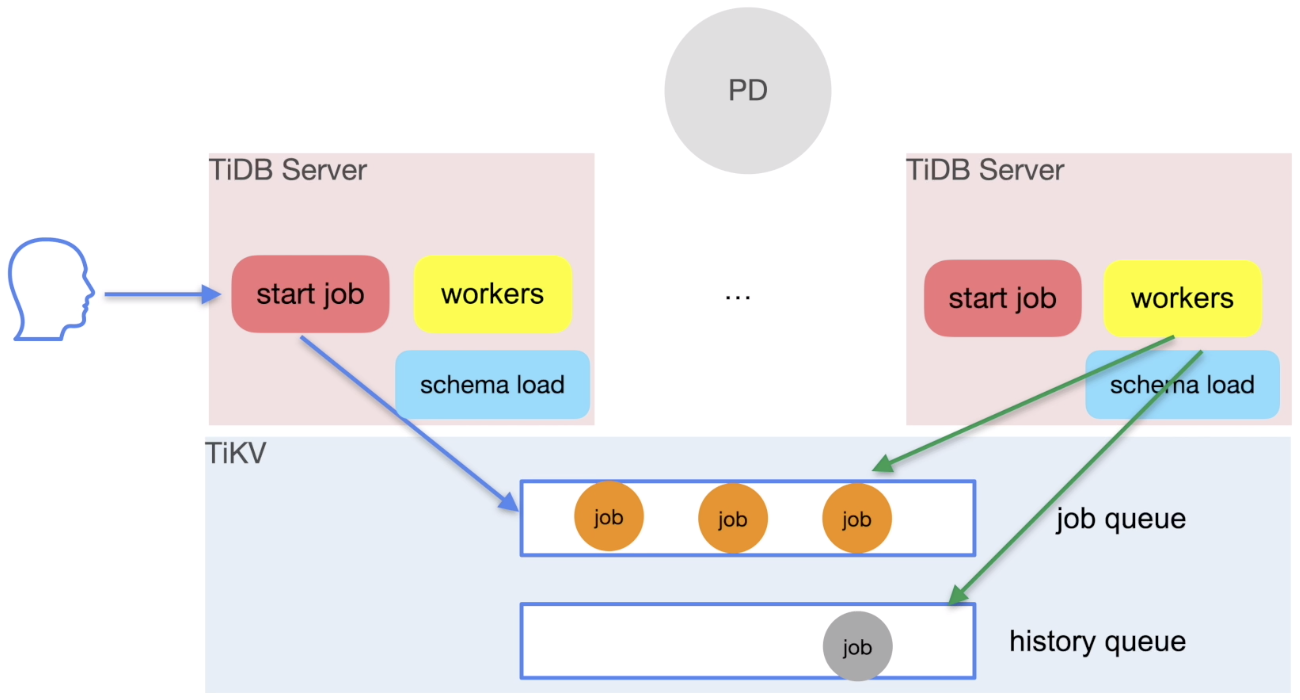 PD
TiDB Server
TiDB Server
start job
workers
...
start job
workers
schema load
schema load
TiKV
job
job
job
job queue
job
history queue